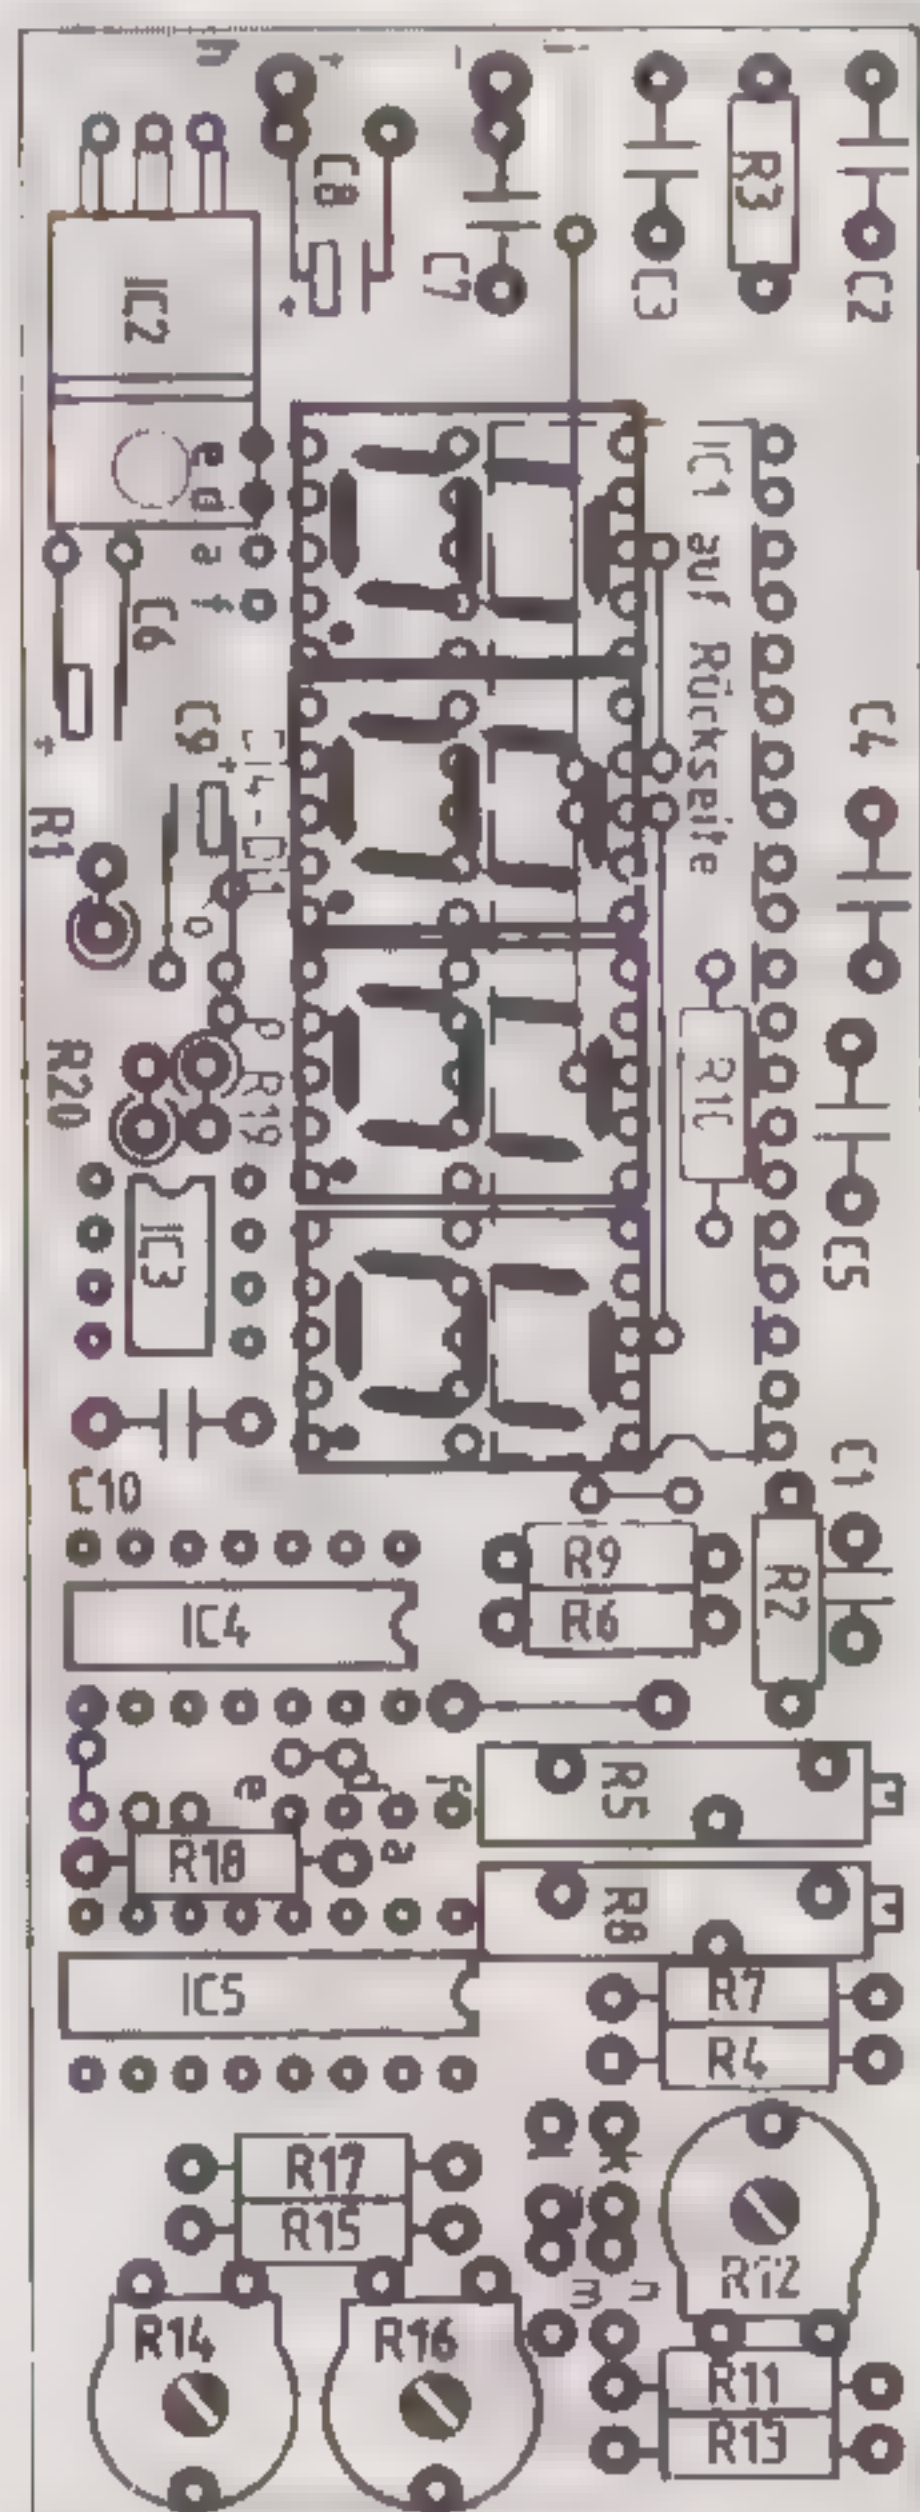 h
+
-
i
C8
C7
C3
R3
C2
IC2
e
d
a
f
C6
+
+
IC1 auf Rückseite
C9
+
C4
R1
o
o
R20
R19
R10
IC3
C5
C10
C1
IC4
R9
R6
R2
e
d
f
R5
a
R18
R8
IC5
R7
R4
R17
R15
l
k
m
n
R12
R14
R16
R11
R13